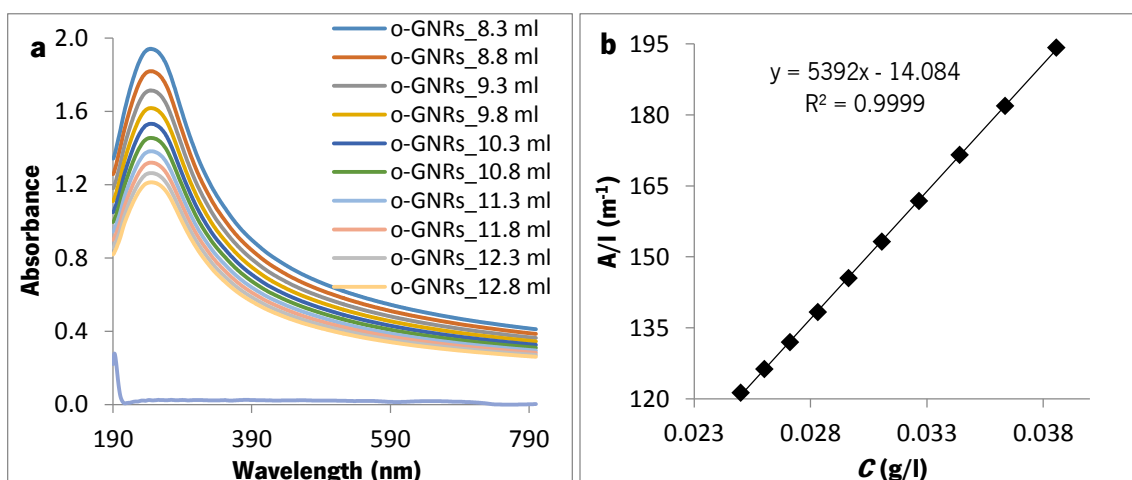 a
2.0
1.6
1.2
0.8
0.4
0.0
Absorbance
190
390
590
790
Wavelength (nm)
o-GNRs_8.3 ml
o-GNRs_8.8 ml
o-GNRs_9.3 ml
o-GNRs_9.8 ml
o-GNRs_10.3 ml
o-GNRs_10.8 ml
o-GNRs_11.3 ml
o-GNRs_11.8 ml
o-GNRs_12.3 ml
o-GNRs_12.8 ml
b
195
180
165
150
135
120
A/l (m⁻¹)
y = 5392x - 14.084
R² = 0.9999
0.023
0.028
0.033
0.038
C (g/l)